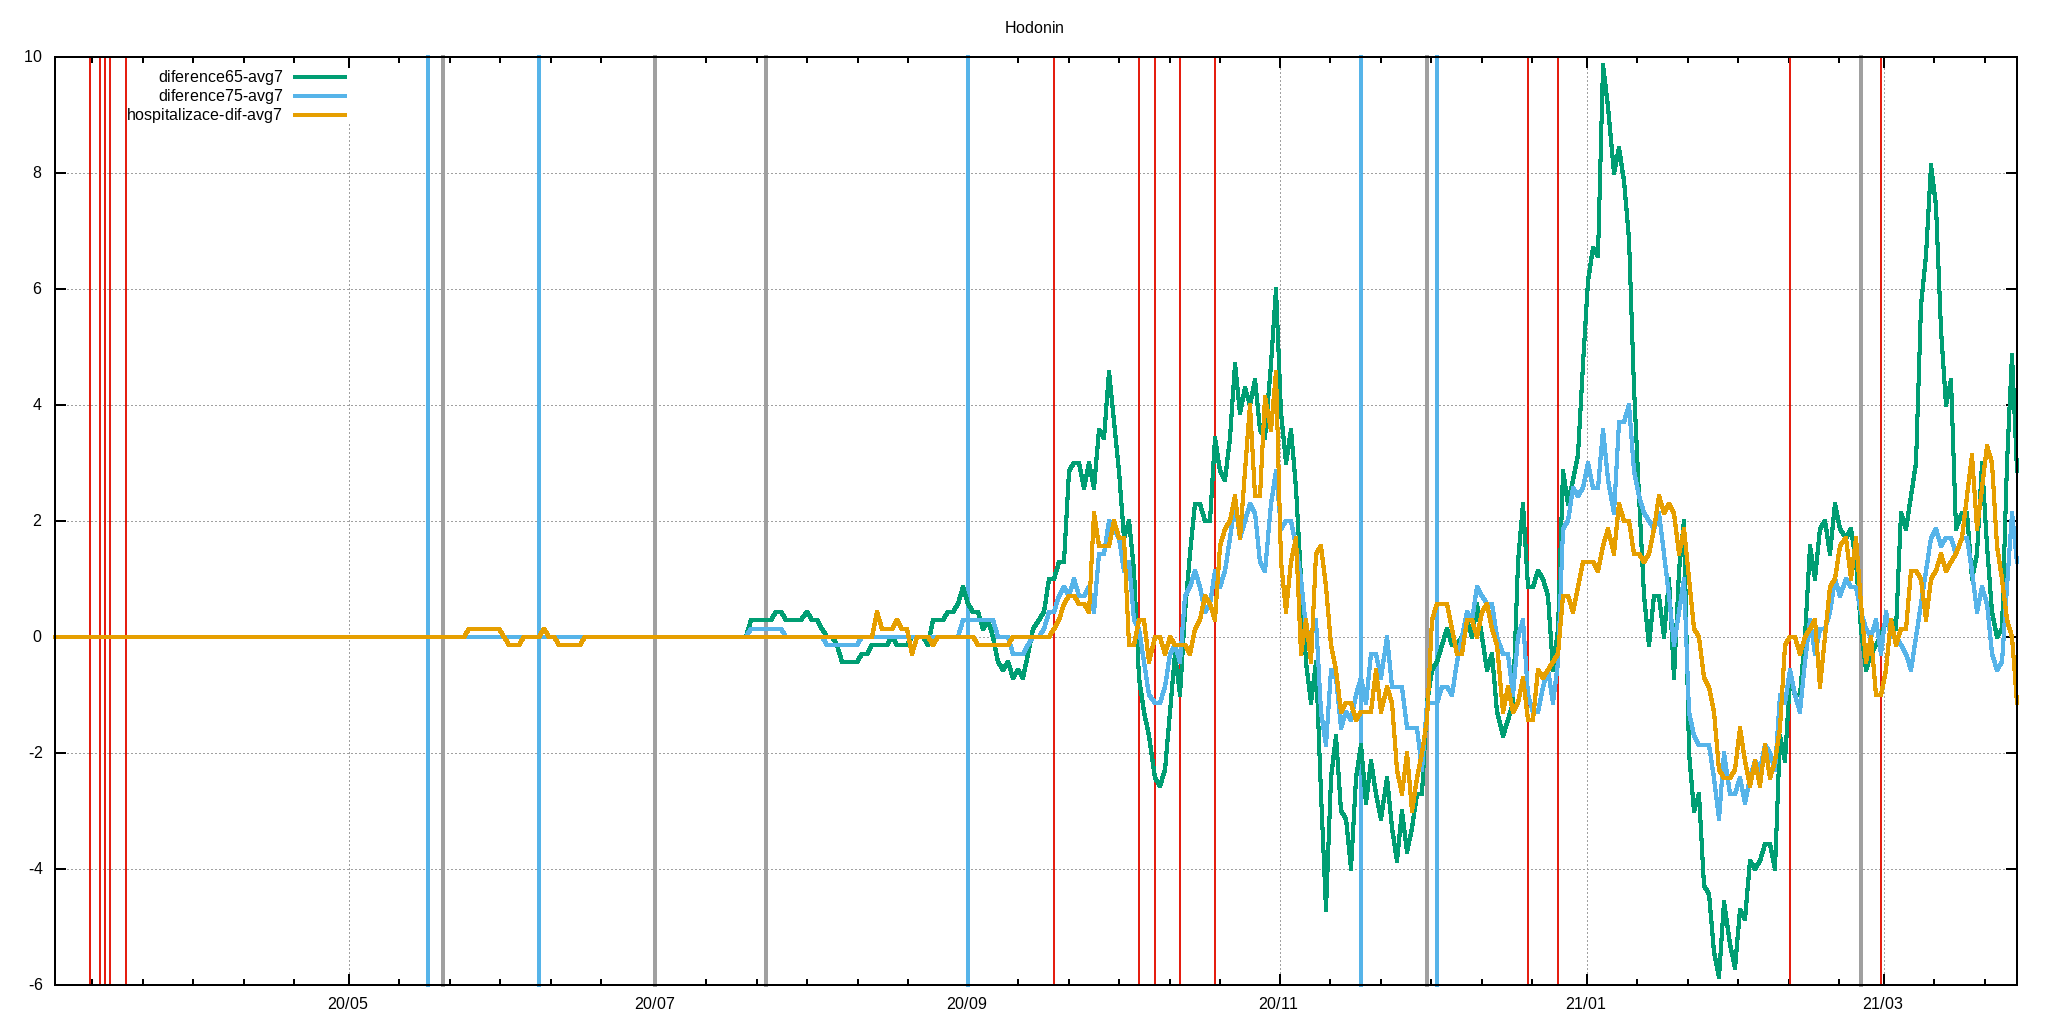 Hodonin
10
diference65-avg7
diference75-avg7
hospitalizace-dif-avg7
8
6
4
2
0
-2
-4
-6
20/05 20/07 20/09 20/11 21/01 21/03